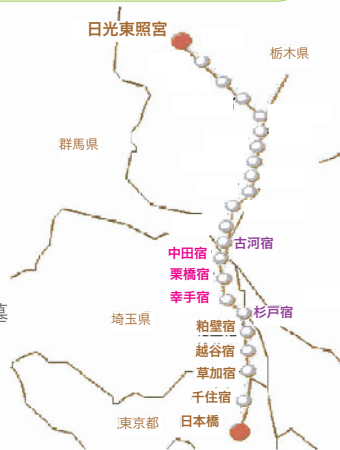 日光東照宮
栃木県
群馬県
古河宿
中田宿
栗橋宿
幸手宿
杉戸宿
埼玉県
粕壁宿
越谷宿
草加宿
千住宿
東京都
日本橋